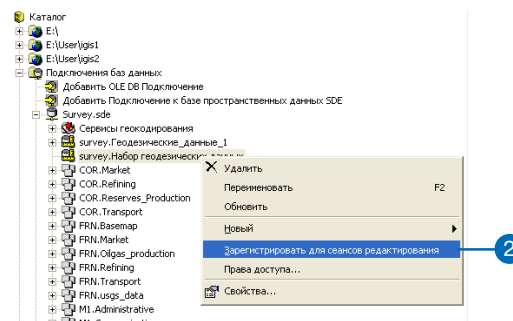 Каталог
E:\
E:\User\igis1
E:\User\igis2
Подключения баз данных
Добавить OLE DB Подключение
Добавить Подключение к базе пространственных данных SDE
Survey.sde
Сервисы геокодирования
survey.Геодезические_данные_1
survey.Набор геодезических данных
COR.Market
COR.Refining
COR.Reserves_Production
COR.Transport
FRN.Basemap
FRN.Market
FRN.Oilgas_production
FRN.Refining
FRN.Transport
FRN.usgs_data
M1.Administrative
Удалить
Переименовать F2
Обновить
Новый
Зарегистрировать для сеансов редактирования
2
Права доступа...
Свойства...